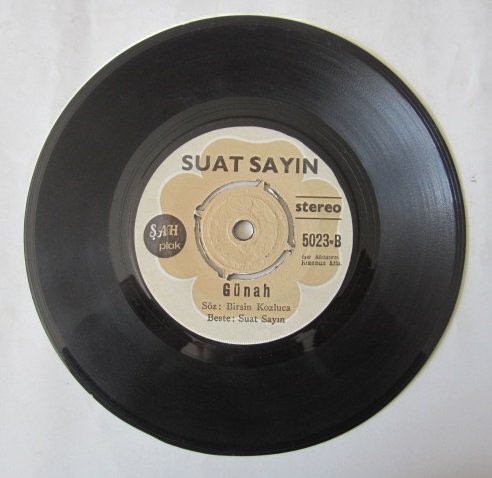 SUAT SAYIN
stereo
ŞAH
plak
5023-B
Günah
Söz: Birsin Kozluca
Beste: Suat Sayın